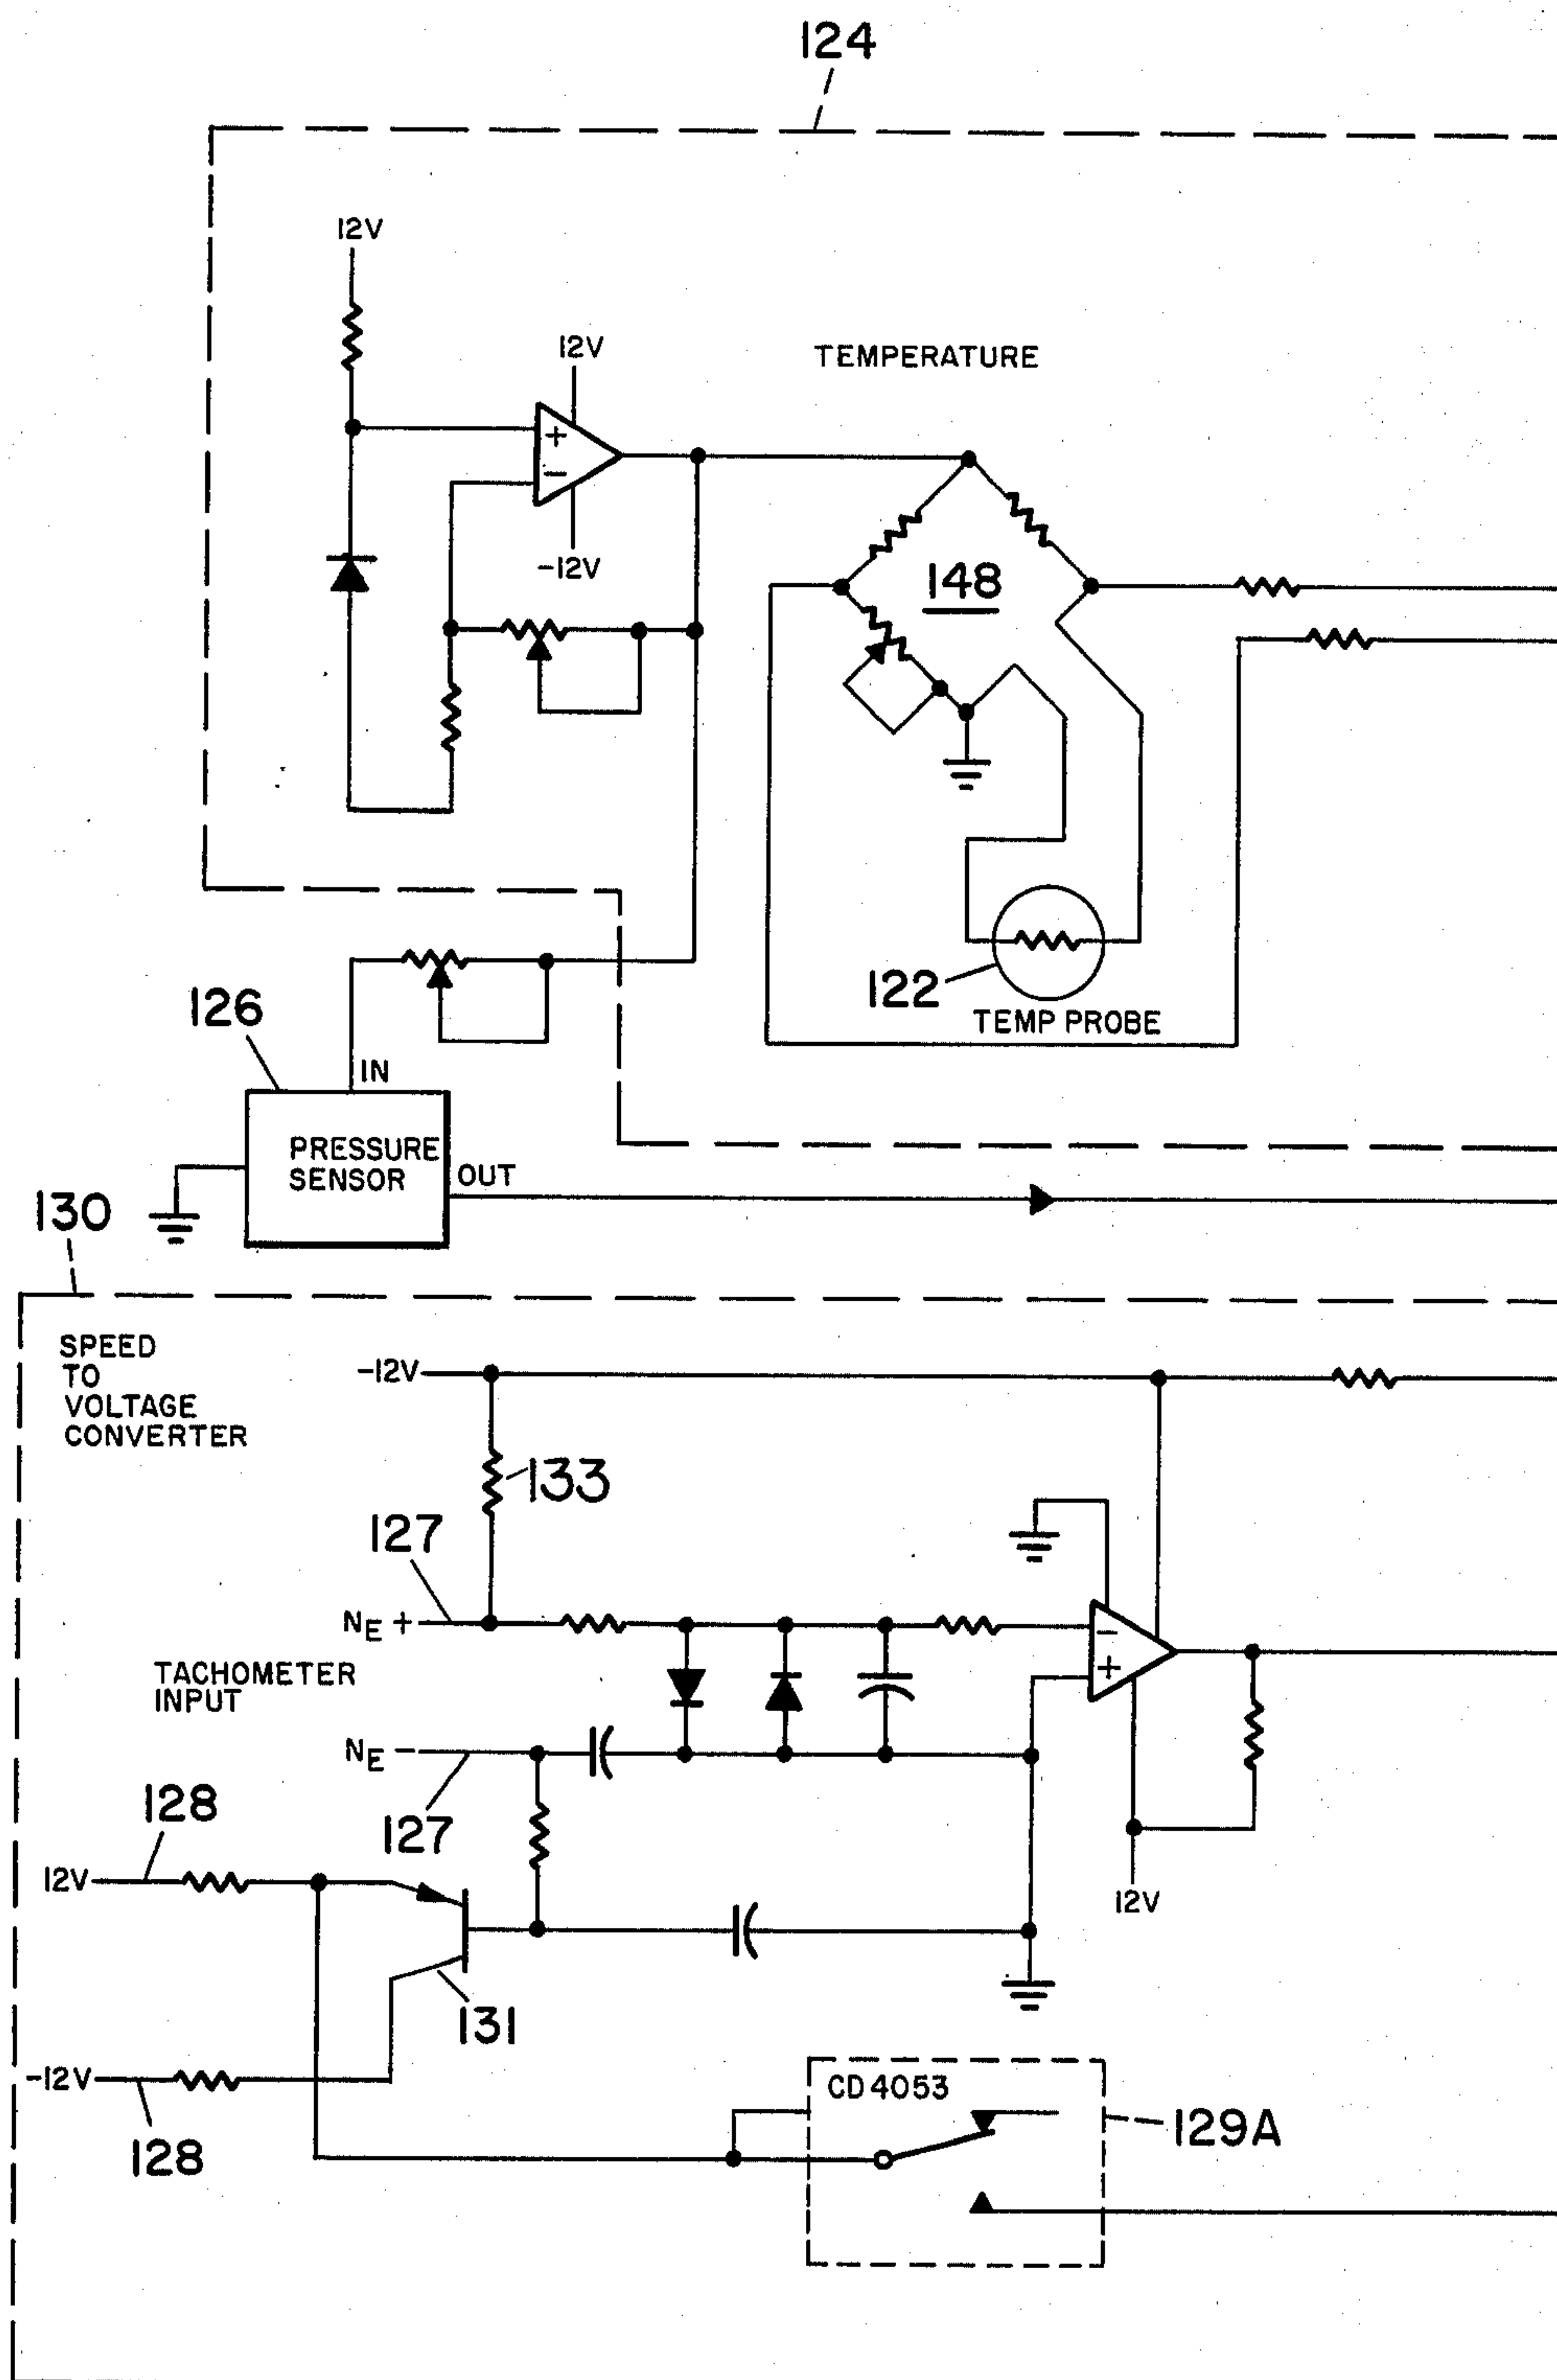 124
12V
12V
TEMPERATURE
+
−
-12V
148
122
TEMP PROBE
126
IN
PRESSURE
SENSOR
OUT
130
SPEED
TO
VOLTAGE
CONVERTER
-12V
133
127
NE +
−
+
TACHOMETER
INPUT
NE −
127
128
12V
12V
131
-12V
128
CD4053
129A